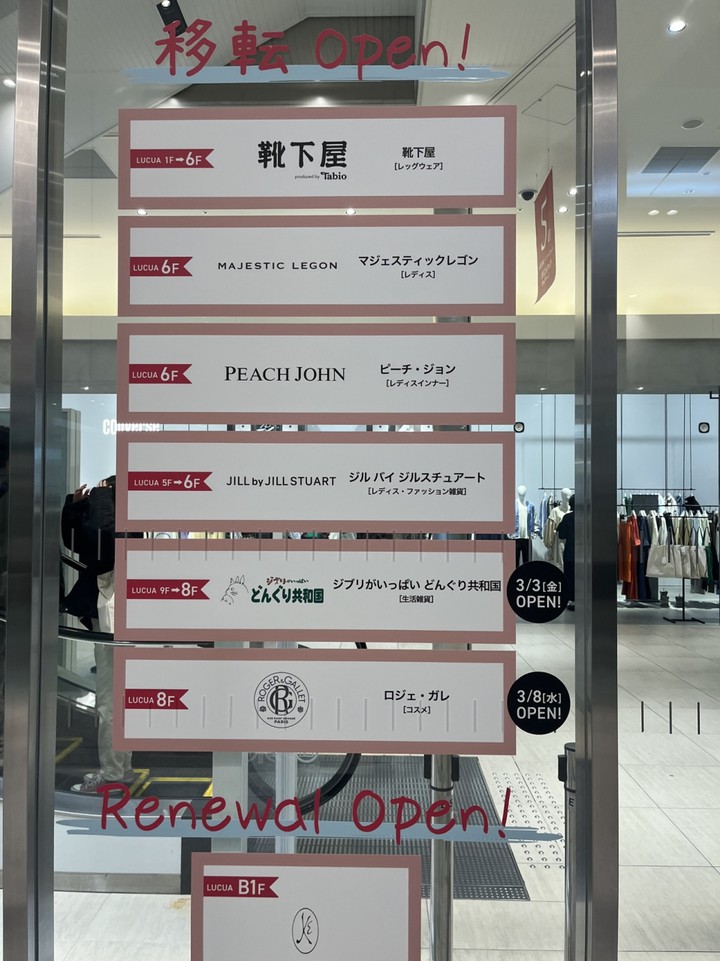 移転 Open!
LUCUA 1F➡6F
靴下屋
produced by Tabio
靴下屋
[レッグウェア]
LUCUA 6F
MAJESTIC LEGON
マジェスティックレゴン
[レディス]
LUCUA 6F
PEACH JOHN
ピーチ・ジョン
[レディスインナー]
CONVERSE
LUCUA 5F➡6F
JILL by JILLSTUART
ジル バイ ジルスチュアート
[レディス・ファッション雑貨]
LUCUA 9F➡8F
ジブリがいっぱい
どんぐり共和国
ジブリがいっぱい どんぐり共和国
[生活雑貨]
3/3[金]
OPEN!
LUCUA 8F
ROGER & GALLET
RG
PARIS
ロジェ・ガレ
[コスメ]
3/8[水]
OPEN!
Renewal Open!
LUCUA B1F